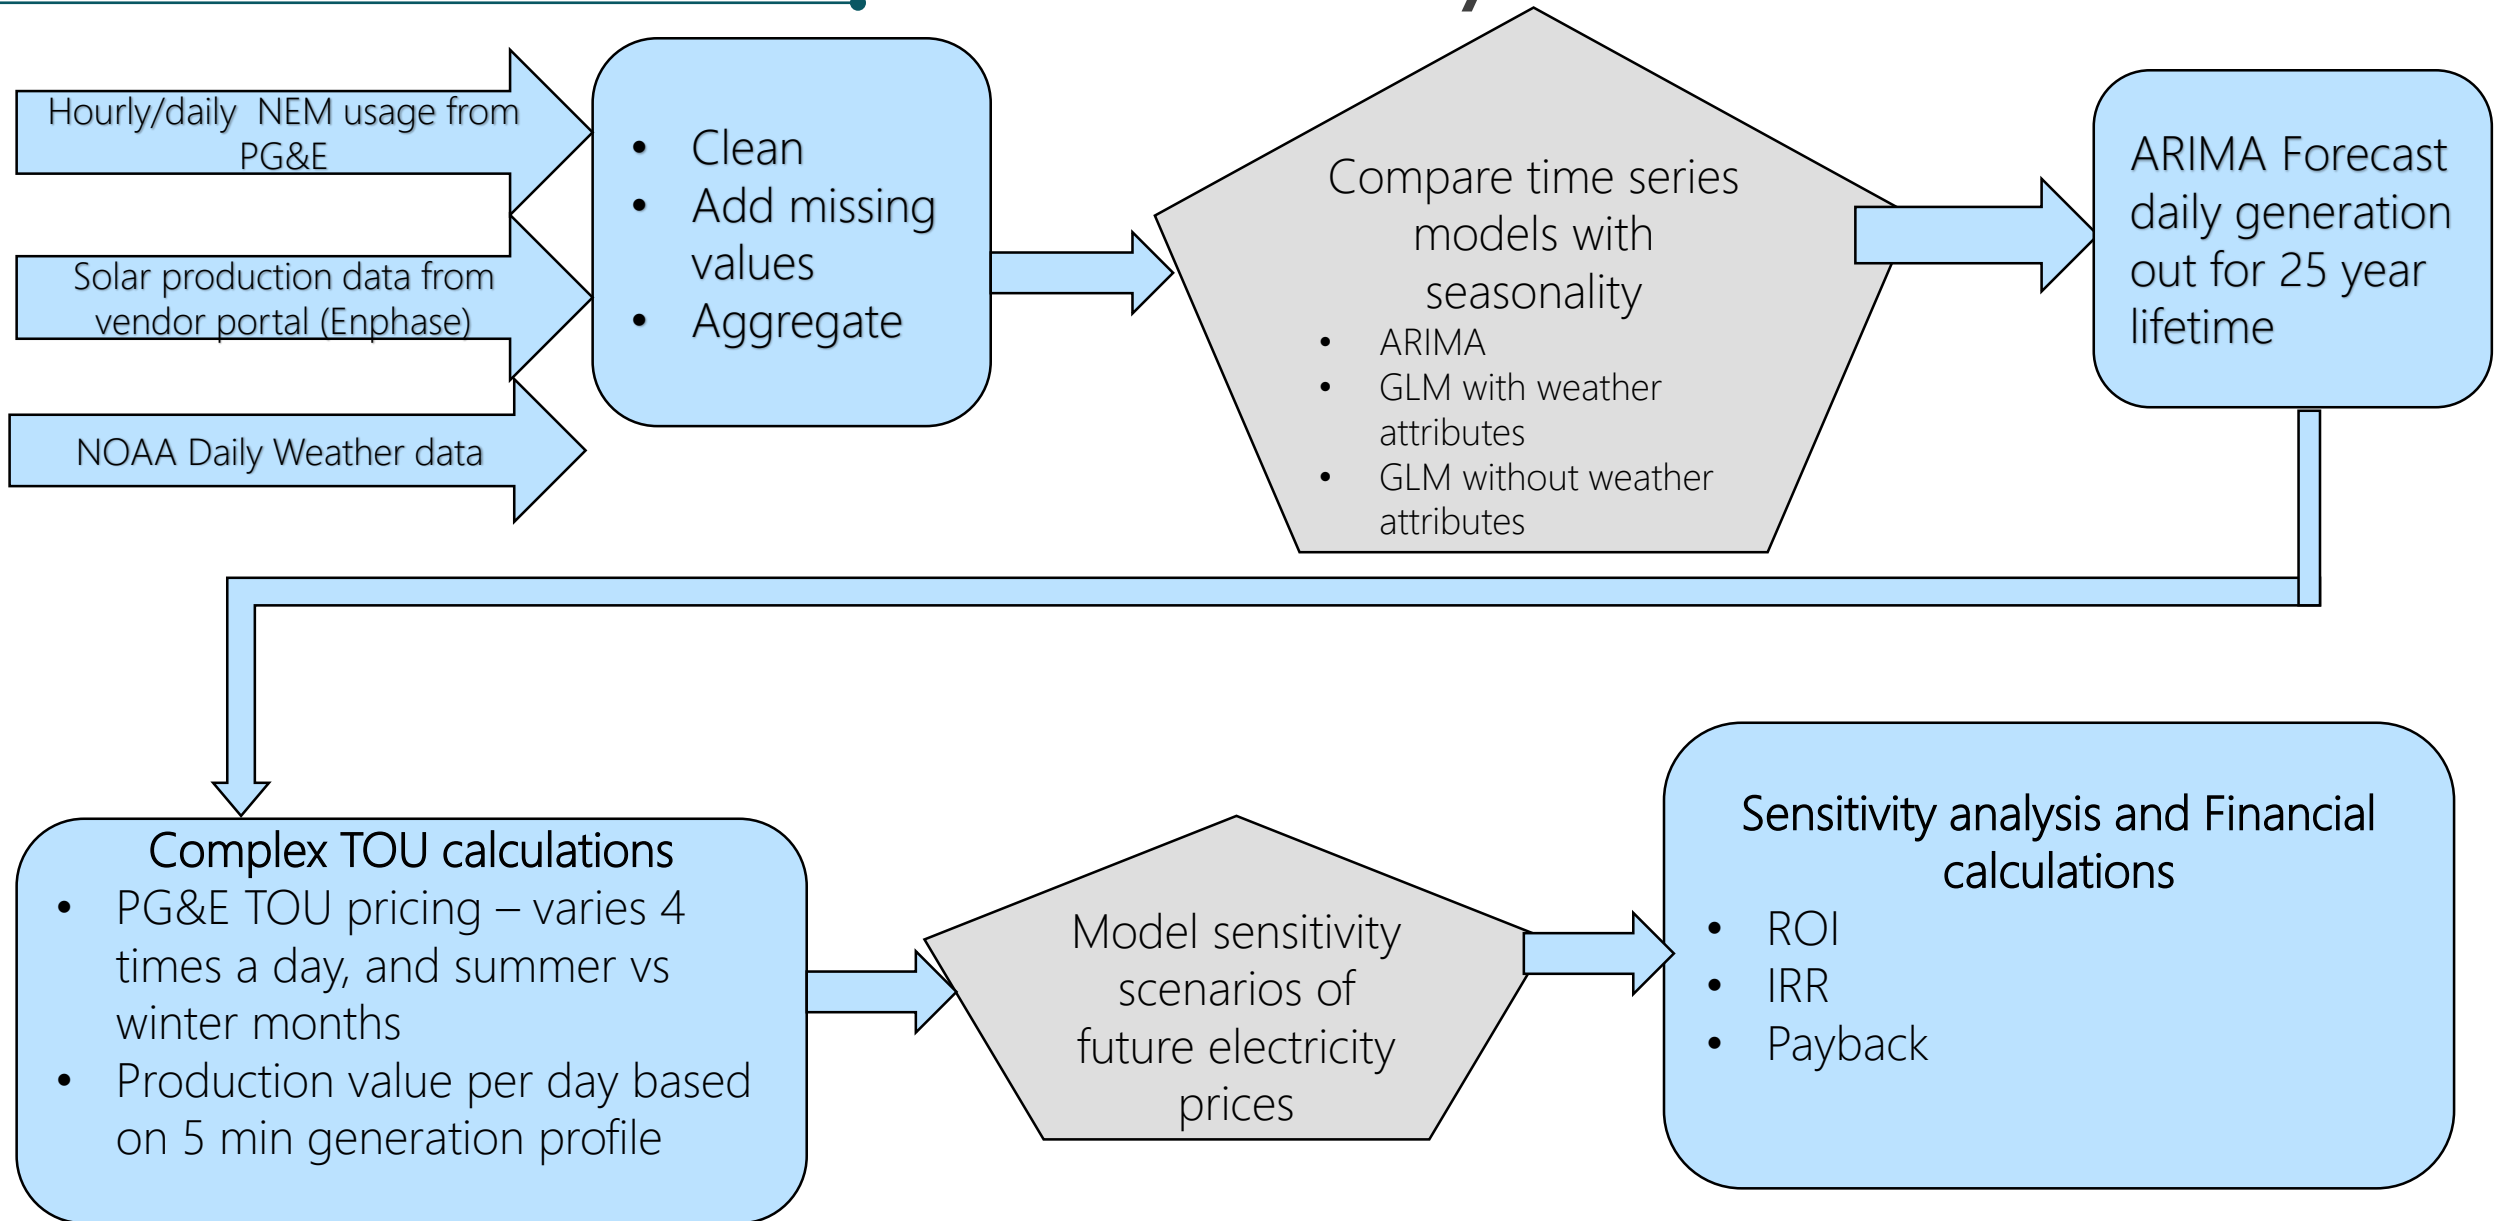 Hourly/daily  NEM usage from
PG&E
Solar production data from
vendor portal (Enphase)
NOAA Daily Weather data
• Clean
• Add missing
values
• Aggregate
Compare time series
models with
seasonality
• ARIMA
• GLM with weather
attributes
• GLM without weather
attributes
ARIMA Forecast
daily generation
out for 25 year
lifetime
Complex TOU calculations
• PG&E TOU pricing – varies 4
times a day, and summer vs
winter months
• Production value per day based
on 5 min generation profile
Model sensitivity
scenarios of
future electricity
prices
Sensitivity analysis and Financial
calculations
• ROI
• IRR
• Payback